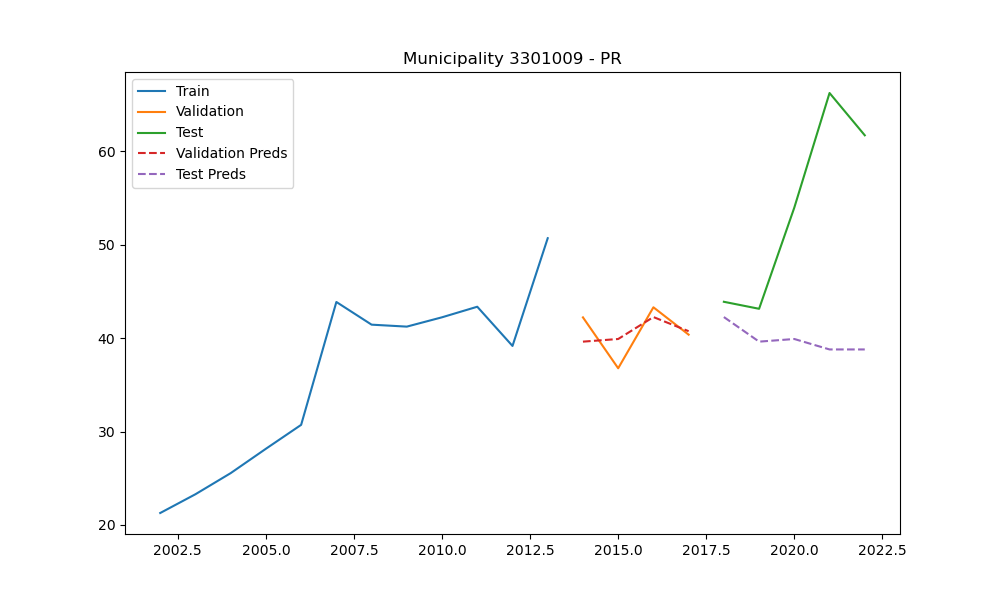 Municipality 3301009 - PR
Train
Validation
Test
Validation Preds
Test Preds
60
50
40
30
20
2002.5 2005.0 2007.5 2010.0 2012.5 2015.0 2017.5 2020.0 2022.5